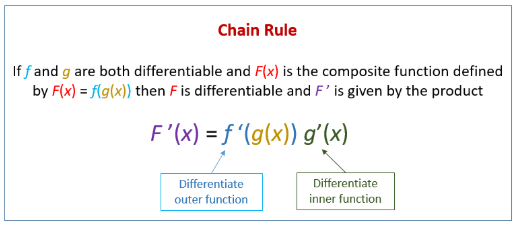 Chain Rule
If f and g are both differentiable and F(x) is the composite function defined
by F(x) = f(g(x)) then F is differentiable and F ’ is given by the product
F ’(x) = f ‘(g(x)) g’(x)
Differentiate
outer function
Differentiate
inner function